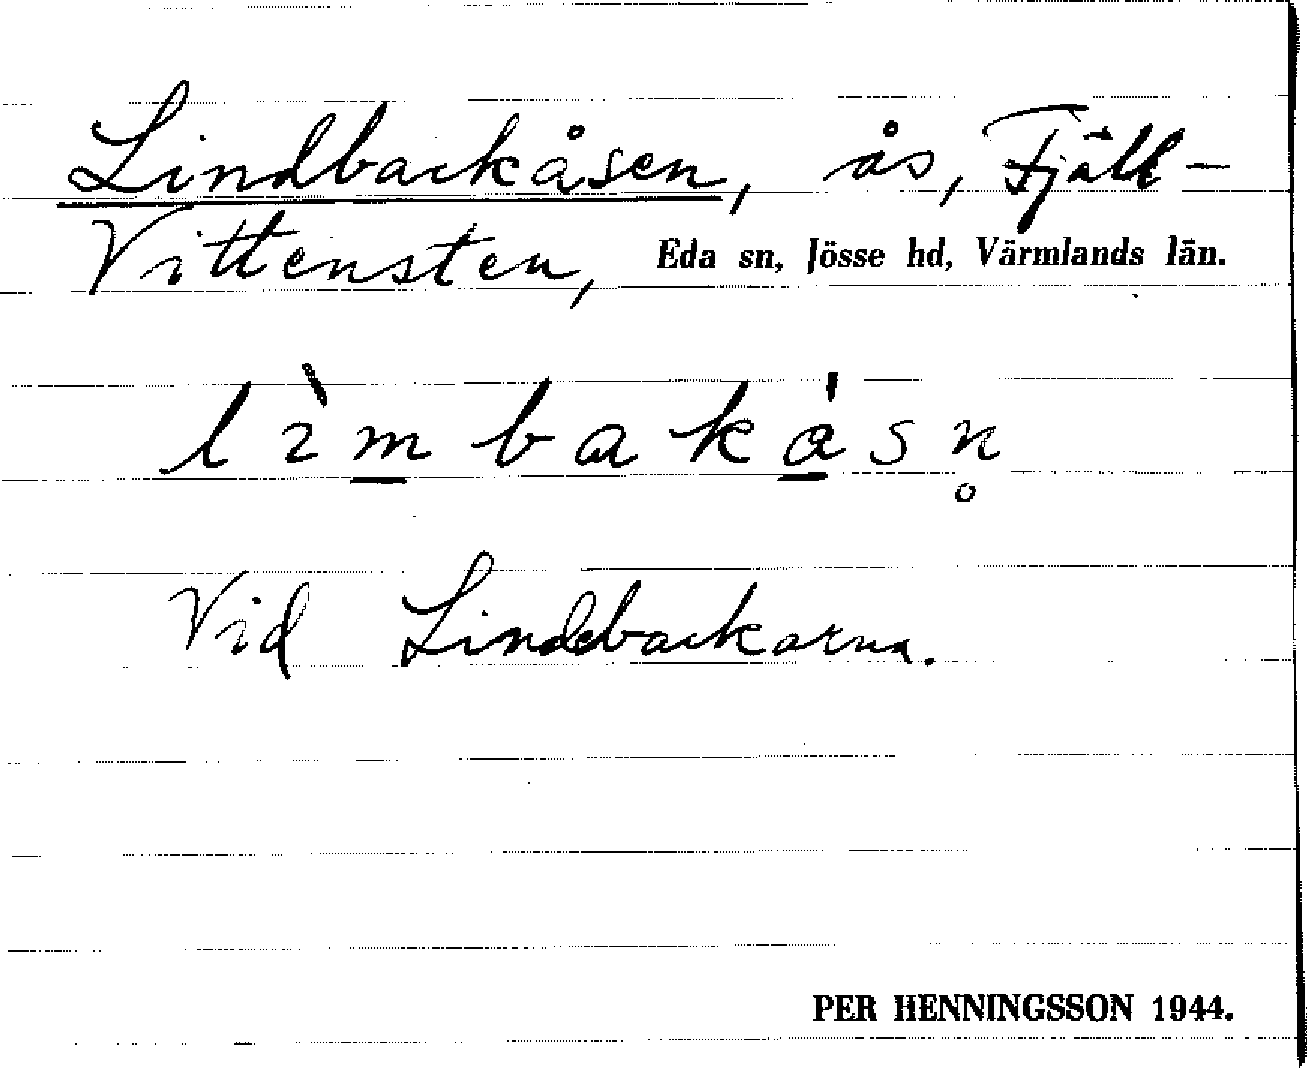 Lindbackåsen, ås, Fjäll-
Vittensten, Eda sn, Jösse hd, Värmlands län.
lìmbakåsn̥
Vid Lindbackarna.
PER HENNINGSSON 1944.